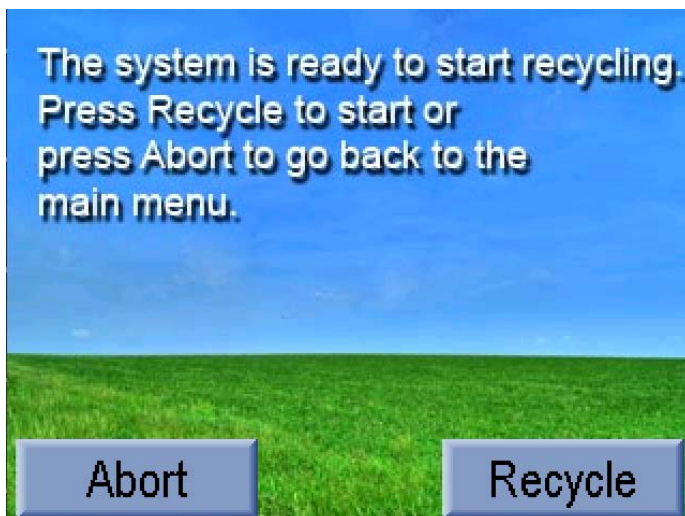 The system is ready to start recycling.
Press Recycle to start or
press Abort to go back to the
main menu.
Abort
Recycle